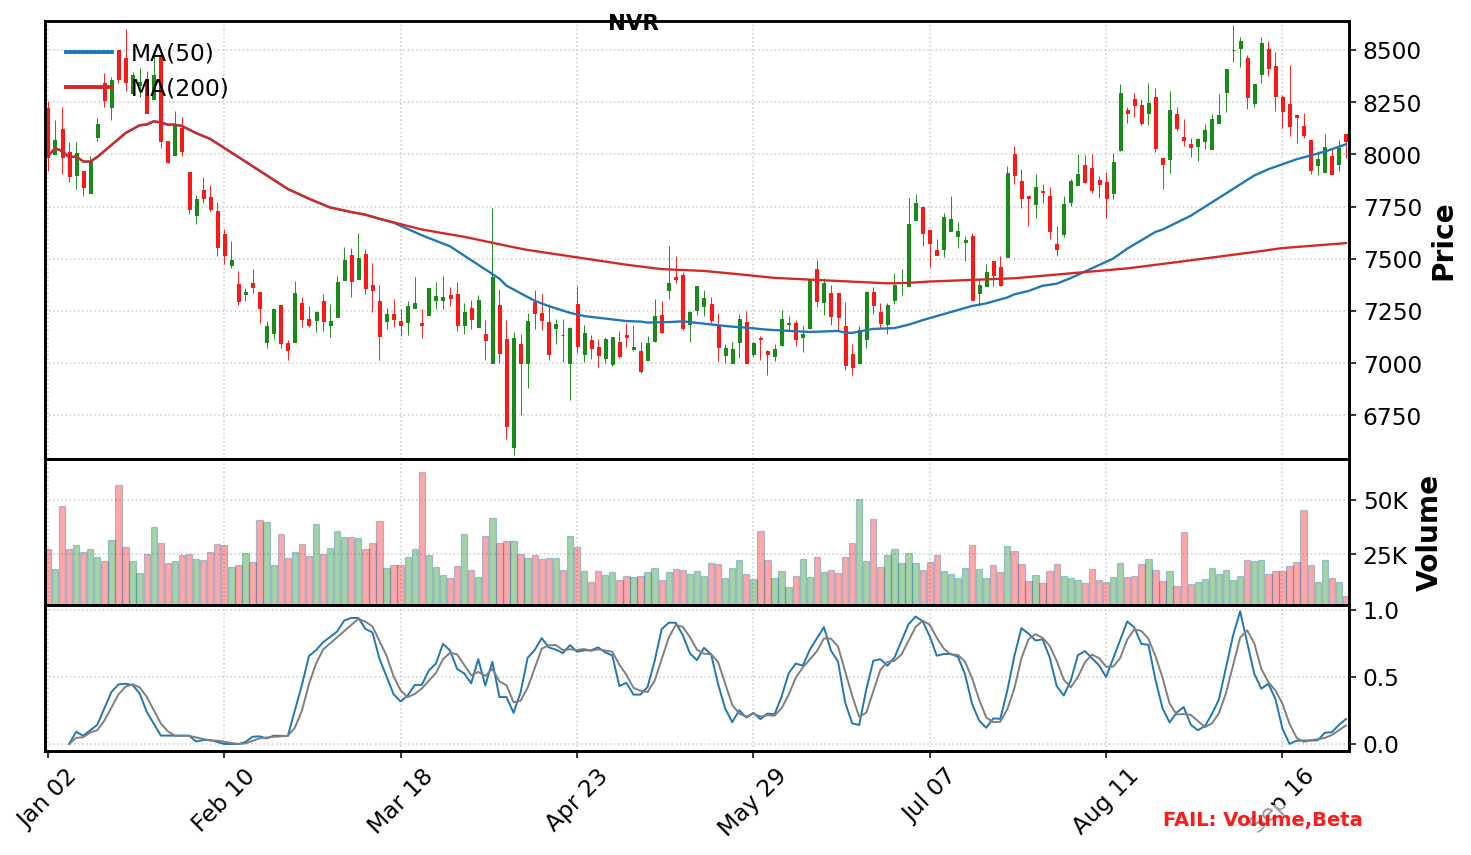 NVR
MA(50)
MA(200)
8500
8250
8000
7750
7500
7250
7000
6750
Price
50K
25K
Volume
1.0
0.5
0.0
Jan 02
Feb 10
Mar 18
Apr 23
May 29
Jul 07
Aug 11
Sep 16
FAIL: Volume,Beta